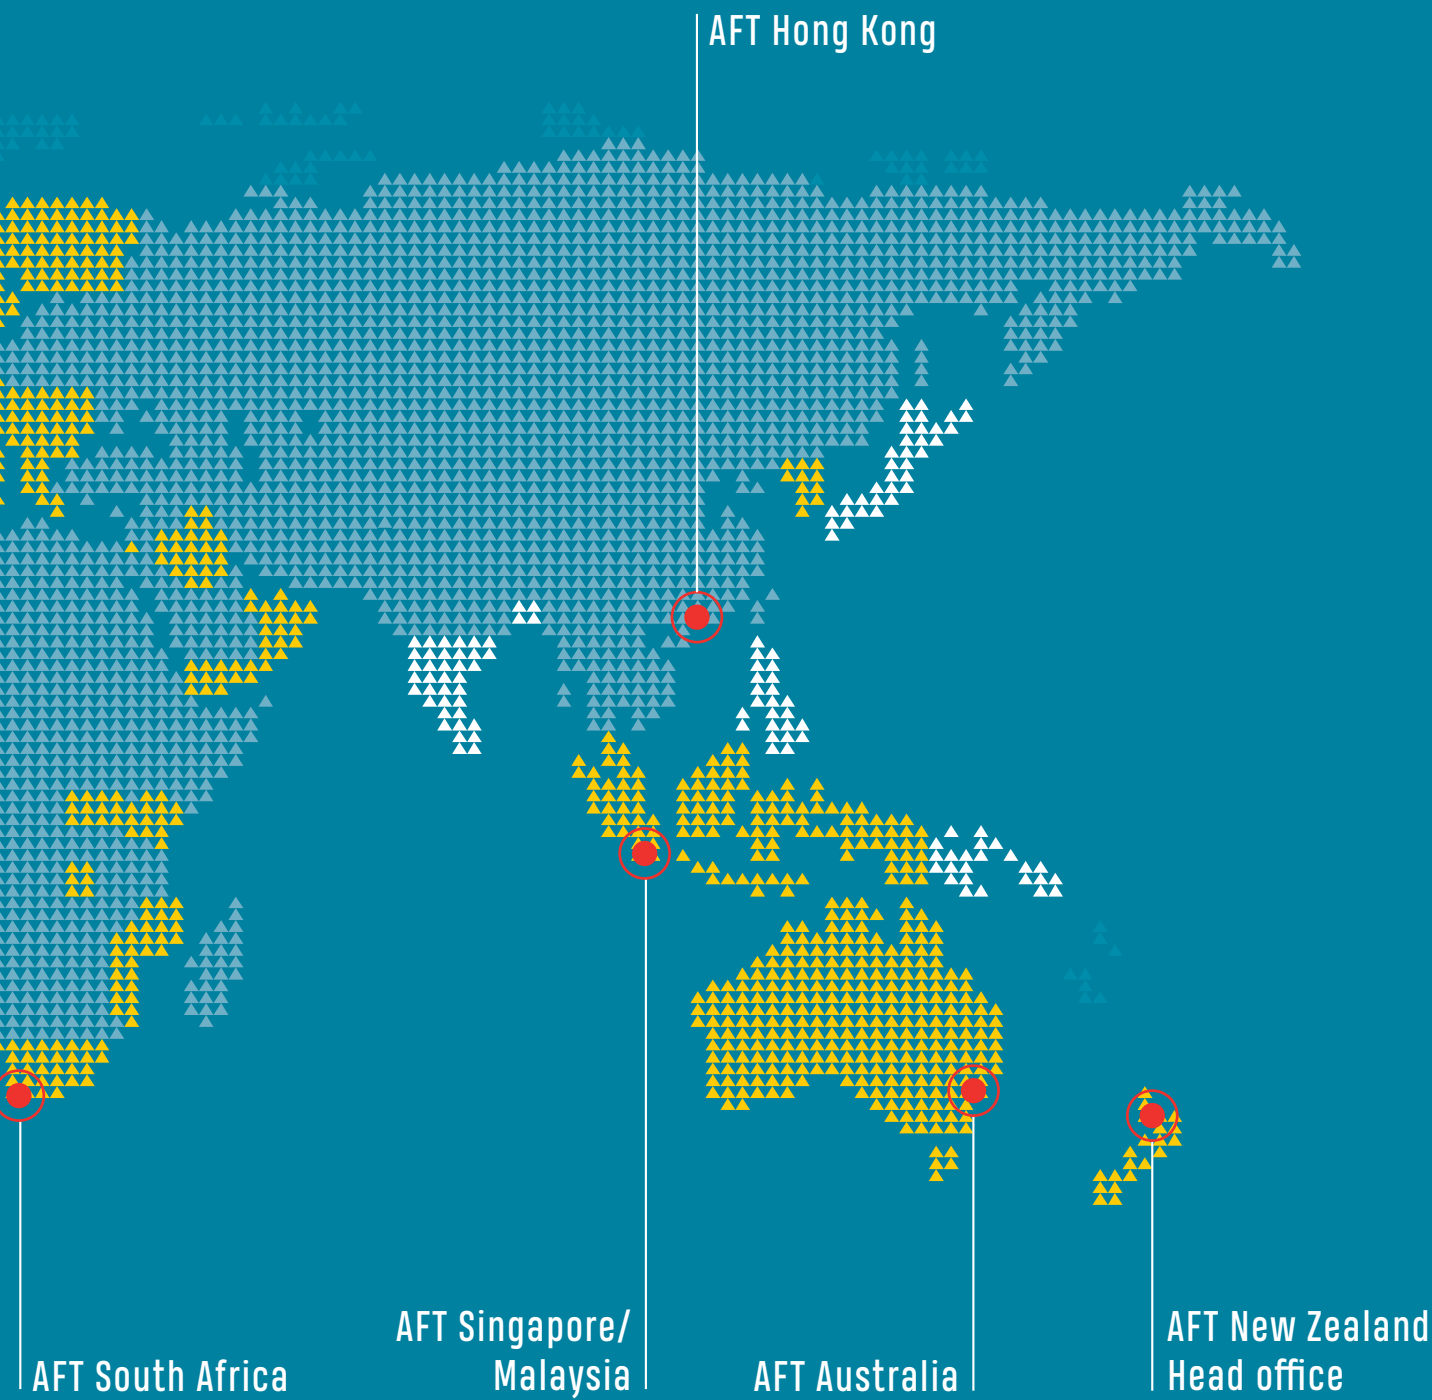 AFT Hong Kong
AFT South Africa
AFT Singapore/
Malaysia
AFT Australia
AFT New Zealand
Head office